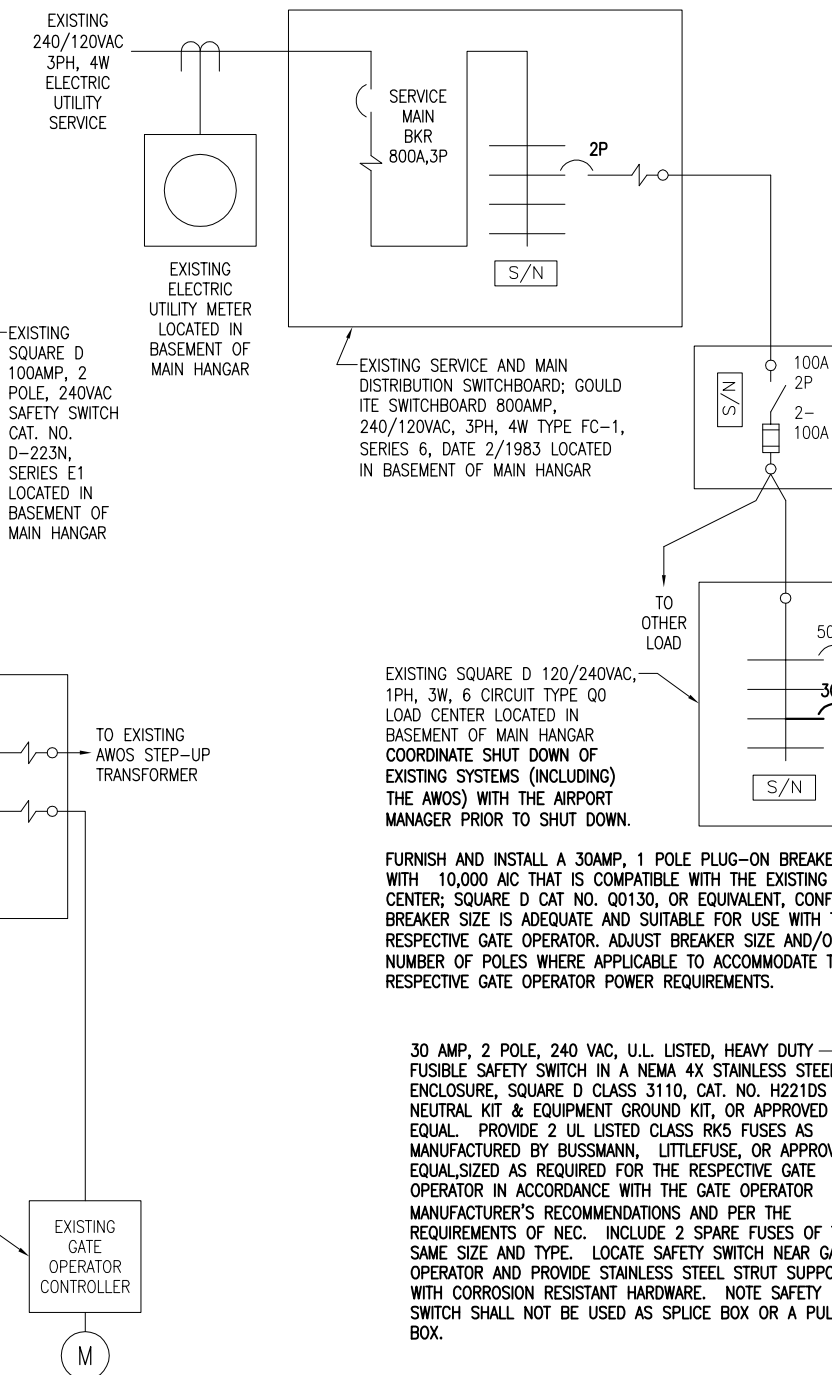 EXISTING
240/120VAC
3PH, 4W
ELECTRIC
UTILITY
SERVICE
SERVICE
MAIN
BKR
800A,3P
2P
S/N
EXISTING
ELECTRIC
UTILITY METER
LOCATED IN
BASEMENT OF
MAIN HANGAR
EXISTING
SQUARE D
100AMP, 2
POLE, 240VAC
SAFETY SWITCH
CAT. NO.
D-223N,
SERIES E1
LOCATED IN
BASEMENT OF
MAIN HANGAR
EXISTING SERVICE AND MAIN
DISTRIBUTION SWITCHBOARD; GOULD
ITE SWITCHBOARD 800AMP,
240/120VAC, 3PH, 4W TYPE FC-1,
SERIES 6, DATE 2/1983 LOCATED
IN BASEMENT OF MAIN HANGAR
S/N
100A
2P
2-
100A
TO
OTHER
LOAD
EXISTING SQUARE D 120/240VAC,
1PH, 3W, 6 CIRCUIT TYPE QO
LOAD CENTER LOCATED IN
BASEMENT OF MAIN HANGAR
COORDINATE SHUT DOWN OF
EXISTING SYSTEMS (INCLUDING)
THE AWOS) WITH THE AIRPORT
MANAGER PRIOR TO SHUT DOWN.
S/N
TO EXISTING
AWOS STEP-UP
TRANSFORMER
FURNISH AND INSTALL A 30AMP, 1 POLE PLUG-ON
WITH 10,000 AIC THAT IS COMPATIBLE WITH THE EXISTING
CENTER; SQUARE D CAT NO. QO130, OR EQUIVALENT,
BREAKER SIZE IS ADEQUATE AND SUITABLE FOR USE WITH
RESPECTIVE GATE OPERATOR. ADJUST BREAKER SIZE
NUMBER OF POLES WHERE APPLICABLE TO ACCOMMODATE
RESPECTIVE GATE OPERATOR POWER REQUIREMENTS.
30 AMP, 2 POLE, 240 VAC, U.L. LISTED, HEAVY DUTY
FUSIBLE SAFETY SWITCH IN A NEMA 4X STAINLESS
ENCLOSURE, SQUARE D CLASS 3110, CAT. NO. H221DS
NEUTRAL KIT & EQUIPMENT GROUND KIT, OR APPROVED
EQUAL. PROVIDE 2 UL LISTED CLASS RK5 FUSES AS
MANUFACTURED BY BUSSMANN, LITTLEFUSE, OR
EQUAL,SIZED AS REQUIRED FOR THE RESPECTIVE GATE
OPERATOR IN ACCORDANCE WITH THE GATE OPERATOR
MANUFACTURER'S RECOMMENDATIONS AND PER THE
REQUIREMENTS OF NEC. INCLUDE 2 SPARE FUSES OF
SAME SIZE AND TYPE. LOCATE SAFETY SWITCH NEAR
OPERATOR AND PROVIDE STAINLESS STEEL STRUT
WITH CORROSION RESISTANT HARDWARE. NOTE SAFETY
SWITCH SHALL NOT BE USED AS SPLICE BOX OR A
BOX.
EXISTING
GATE
OPERATOR
CONTROLLER
M